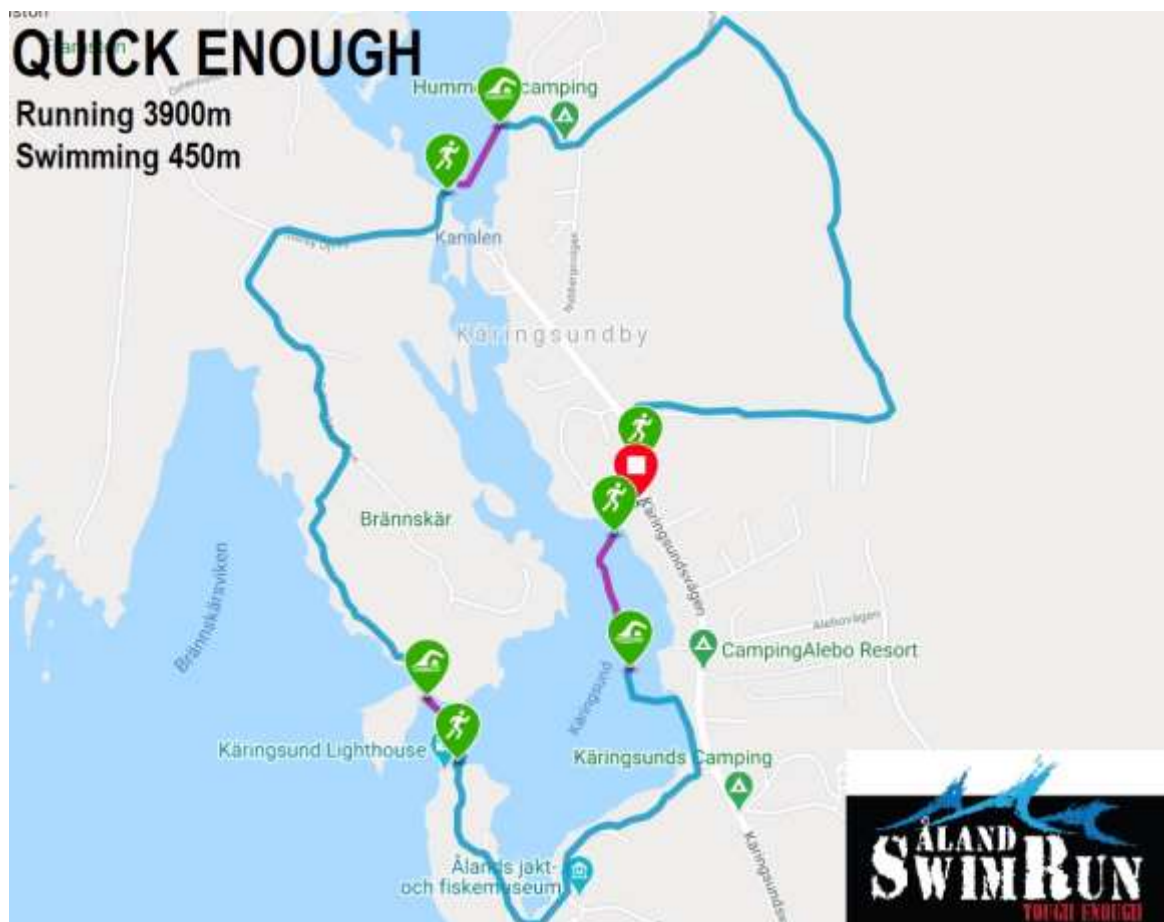 QUICK ENOUGH
Running 3900m
Swimming 450m
camping
Kanalen
Käringsundby
Brännskär
Käringsundsvägen
Brännskärsviken
Alebovägen
CampingAlebo Resort
Käringsund
Käringsund Lighthouse
Käringsunds Camping
Ålands jakt-
och fiskemuseum
ÅLAND
SWIMRUN
TOUGH ENOUGH